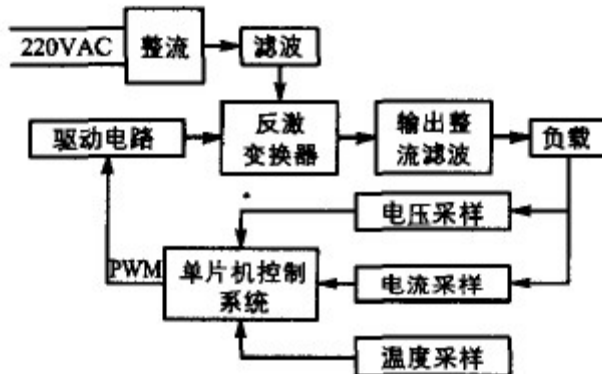 220VAC
整流
滤波
驱动电路
反激
变换器
输出整
流滤波
负载
电压采样
PWM
单片机控制
系统
电流采样
温度采样